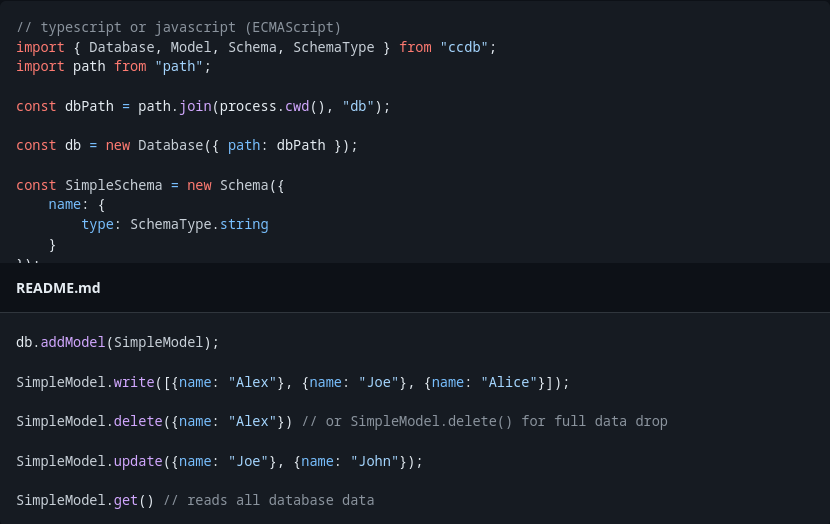 // typescript or javascript (ECMAScript)
import { Database, Model, Schema, SchemaType } from "ccdb";
import path from "path";
const dbPath = path.join(process.cwd(), "db");
const db = new Database({ path: dbPath });
const SimpleSchema = new Schema({
    name: {
        type: SchemaType.string
    }
});
README.md
db.addModel(SimpleModel);
SimpleModel.write([{name: "Alex"}, {name: "Joe"}, {name: "Alice"}]);
SimpleModel.delete({name: "Alex"}) // or SimpleModel.delete() for full data drop
SimpleModel.update({name: "Joe"}, {name: "John"});
SimpleModel.get() // reads all database data